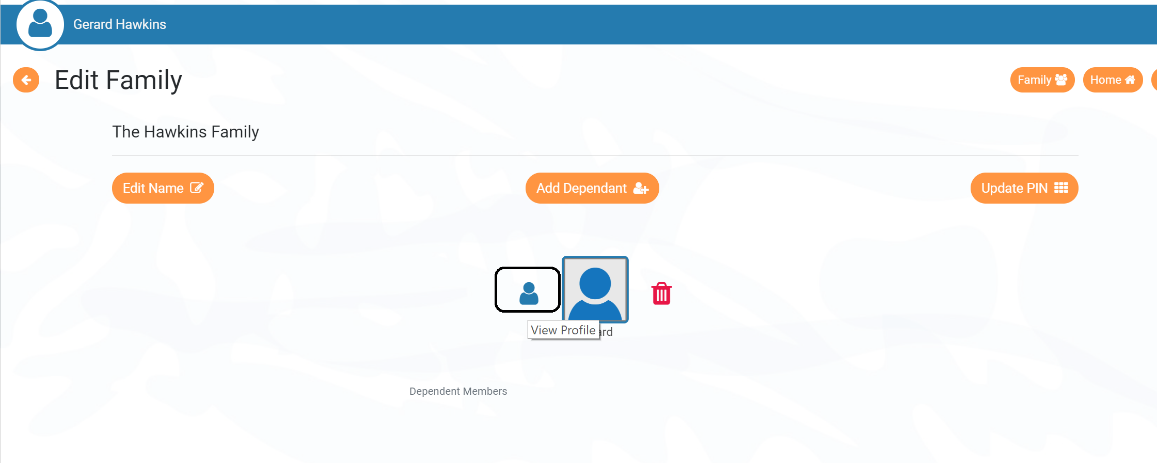 Gerard Hawkins
Edit Family
Family
Home
The Hawkins Family
Edit Name
Add Dependant
Update PIN
View Profile
Dependent Members